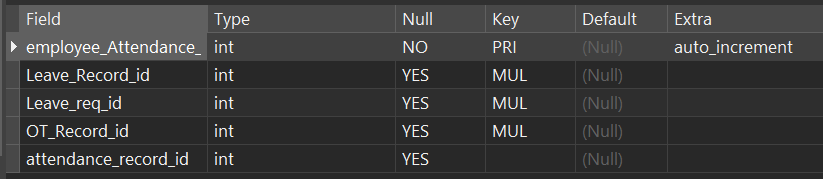 Field Type Null Key Default Extra
employee_Attendance_ int NO PRI (Null) auto_increment
Leave_Record_id int YES MUL (Null)
Leave_req_id int YES MUL (Null)
OT_Record_id int YES MUL (Null)
attendance_record_id int YES (Null)